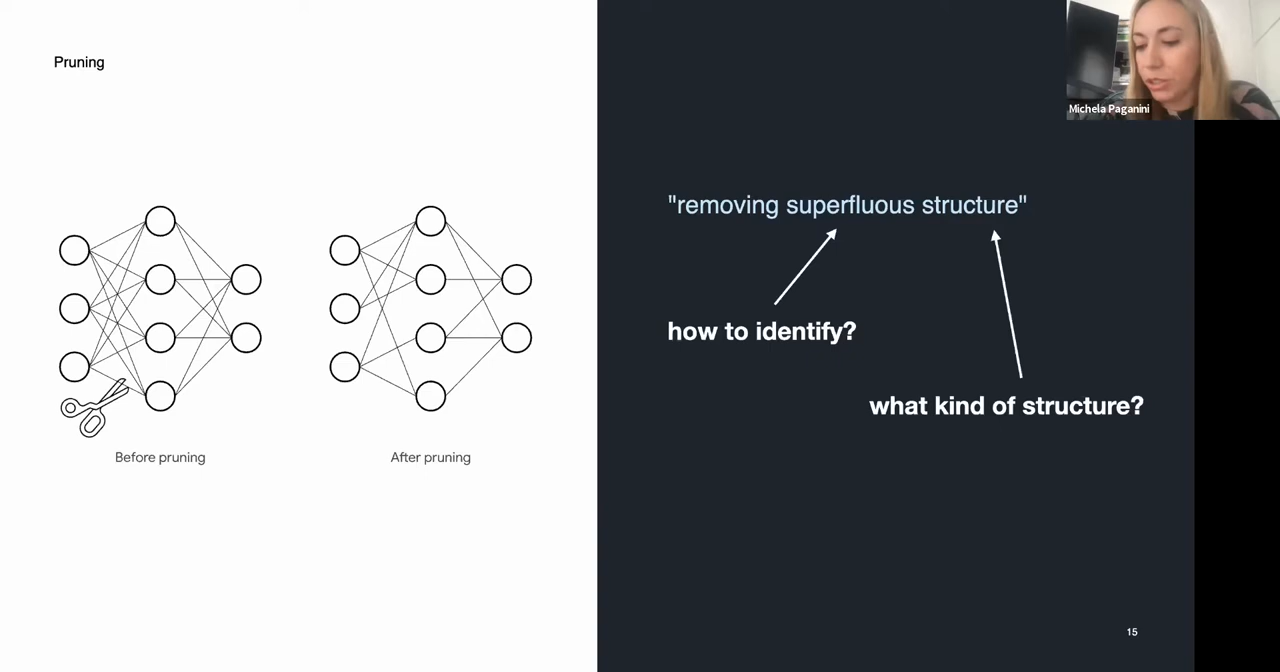 Pruning
Before pruning
After pruning
"removing superfluous structure"
how to identify?
what kind of structure?
15
Michela Paganini